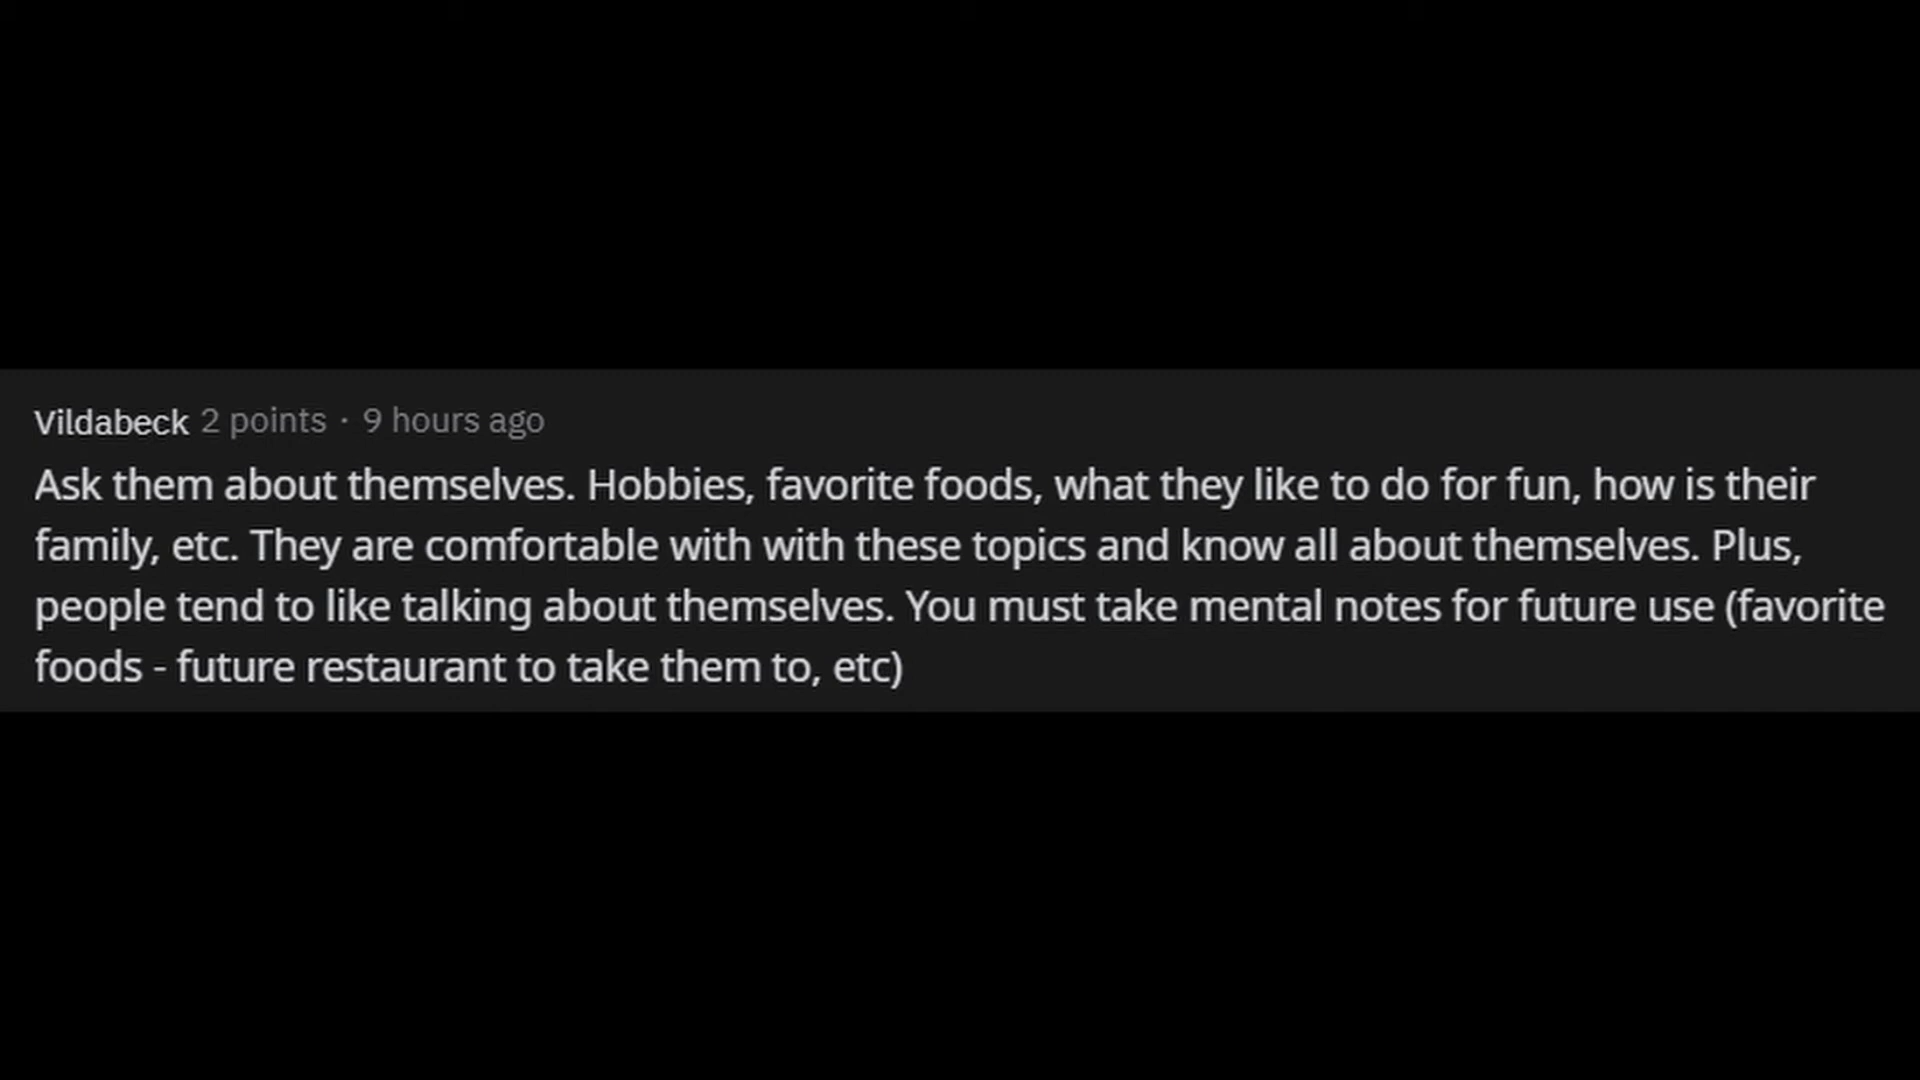 Vildabeck 2 points · 9 hours ago
Ask them about themselves. Hobbies, favorite foods, what they like to do for fun, how is their
family, etc. They are comfortable with with these topics and know all about themselves. Plus,
people tend to like talking about themselves. You must take mental notes for future use (favorite
foods - future restaurant to take them to, etc)